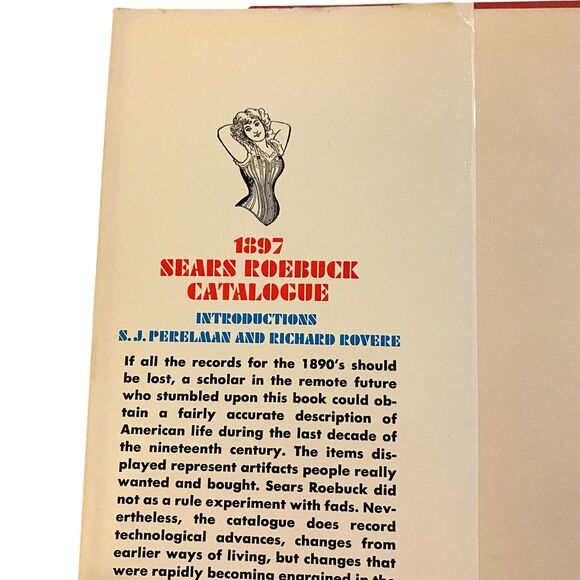 1897
SEARS ROEBUCK
CATALOGUE
INTRODUCTIONS
S. J. PERELMAN AND RICHARD ROVERE
If all the records for the 1890's should
be lost, a scholar in the remote future
who stumbled upon this book could ob-
tain a fairly accurate description of
American life during the last decade of
the nineteenth century. The items dis-
played represent artifacts people really
wanted and bought. Sears Roebuck did
not as a rule experiment with fads. Nev-
ertheless, the catalogue does record
technological advances, changes from
earlier ways of living, but changes that
were rapidly becoming engrained in the